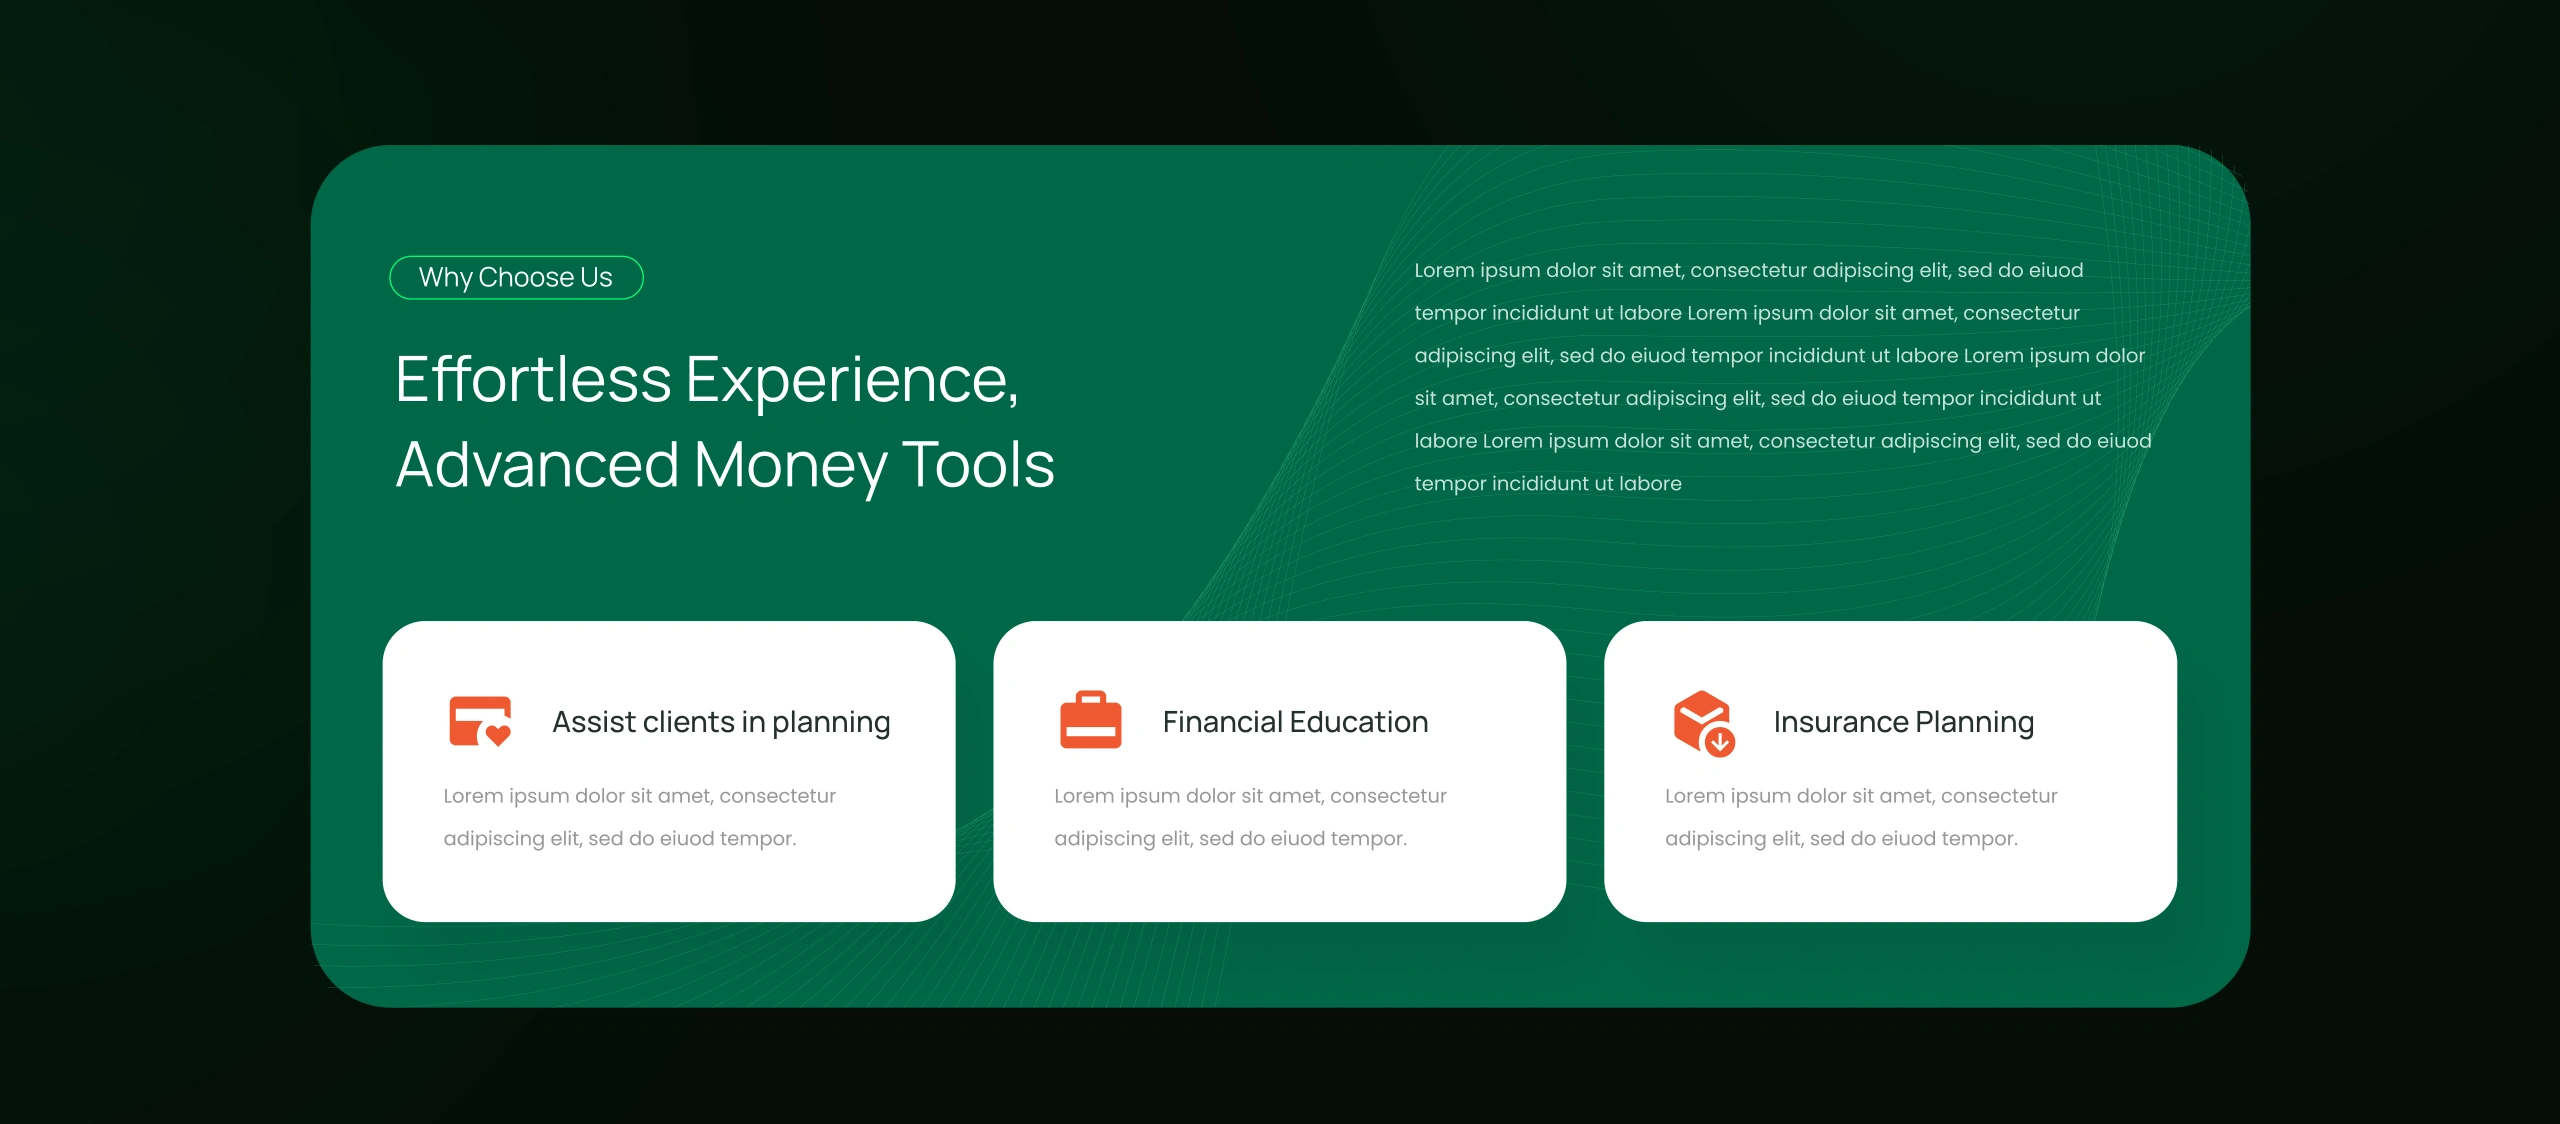 Why Choose Us
Effortless Experience,
Advanced Money Tools
Lorem ipsum dolor sit amet, consectetur adipiscing elit, sed do eiuod
tempor incididunt ut labore Lorem ipsum dolor sit amet, consectetur
adipiscing elit, sed do eiuod tempor incididunt ut labore Lorem ipsum dolor
sit amet, consectetur adipiscing elit, sed do eiuod tempor incididunt ut
labore Lorem ipsum dolor sit amet, consectetur adipiscing elit, sed do eiuod
tempor incididunt ut labore
Assist clients in planning
Lorem ipsum dolor sit amet, consectetur
adipiscing elit, sed do eiuod tempor.
Financial Education
Lorem ipsum dolor sit amet, consectetur
adipiscing elit, sed do eiuod tempor.
Insurance Planning
Lorem ipsum dolor sit amet, consectetur
adipiscing elit, sed do eiuod tempor.